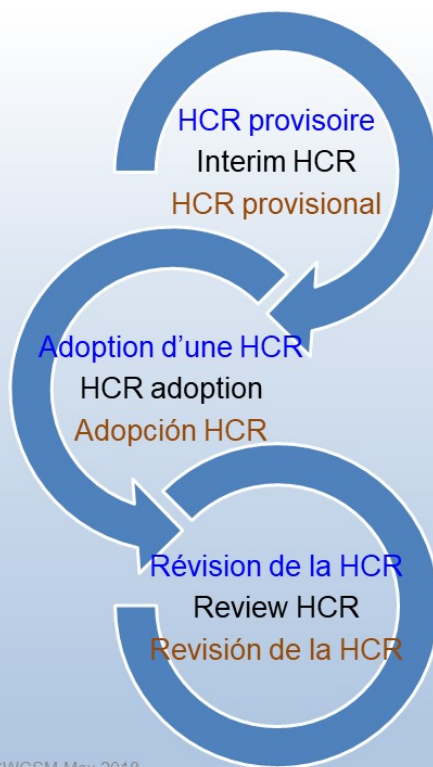 HCR provisoire
Interim HCR
HCR provisional
Adoption d'une HCR
HCR adoption
Adopción HCR
Révision de la HCR
Review HCR
Revisión de la HCR